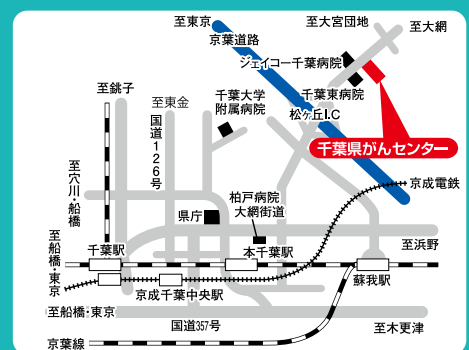 至東京
京葉道路
至大宮団地
至大網
ジェイコー千葉病院
千葉東病院
松ヶ丘I.C
千葉県がんセンター
至銚子
至東金
国道126号
千葉大学
附属病院
至穴川・船橋
京成電鉄
柏戸病院
大網街道
県庁
至浜野
至船橋・東京
千葉駅
本千葉駅
蘇我駅
京成千葉中央駅
至船橋・東京
国道357号
至木更津
京葉線